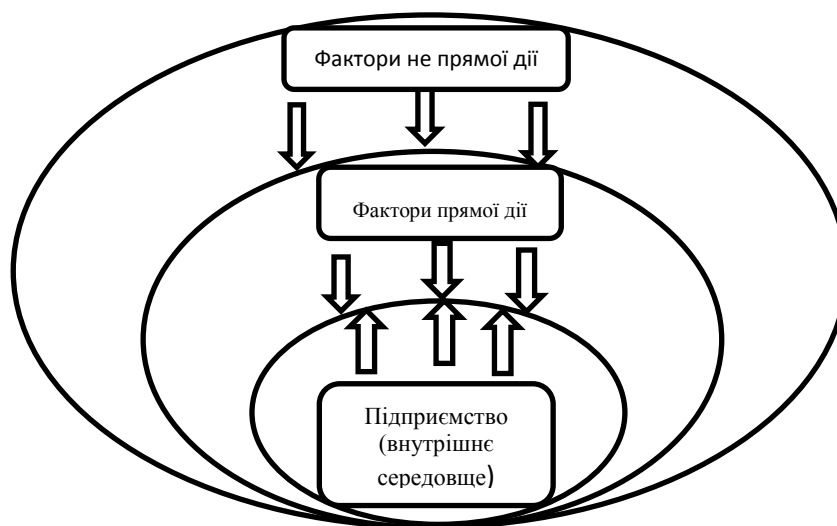 Фактори не прямої дії
Фактори прямої дії
Підприємство
(внутрішнє
середовще)